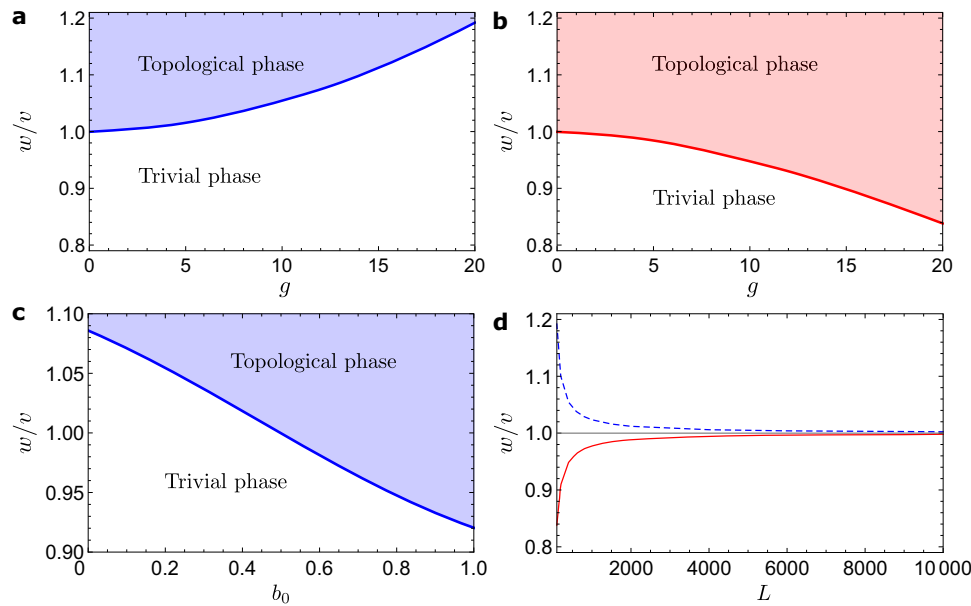 a
1.2
1.1
1.0
0.9
0.8
w/v
Topological phase
Trivial phase
0 5 10 15 20
g
b
1.2
1.1
1.0
0.9
0.8
w/v
Topological phase
Trivial phase
0 5 10 15 20
g
c
1.10
1.05
1.00
0.95
0.90
w/v
Topological phase
Trivial phase
0 0.2 0.4 0.6 0.8 1.0
b₀
d
1.2
1.1
1.0
0.9
0.8
w/v
2000 4000 6000 8000 10 000
L